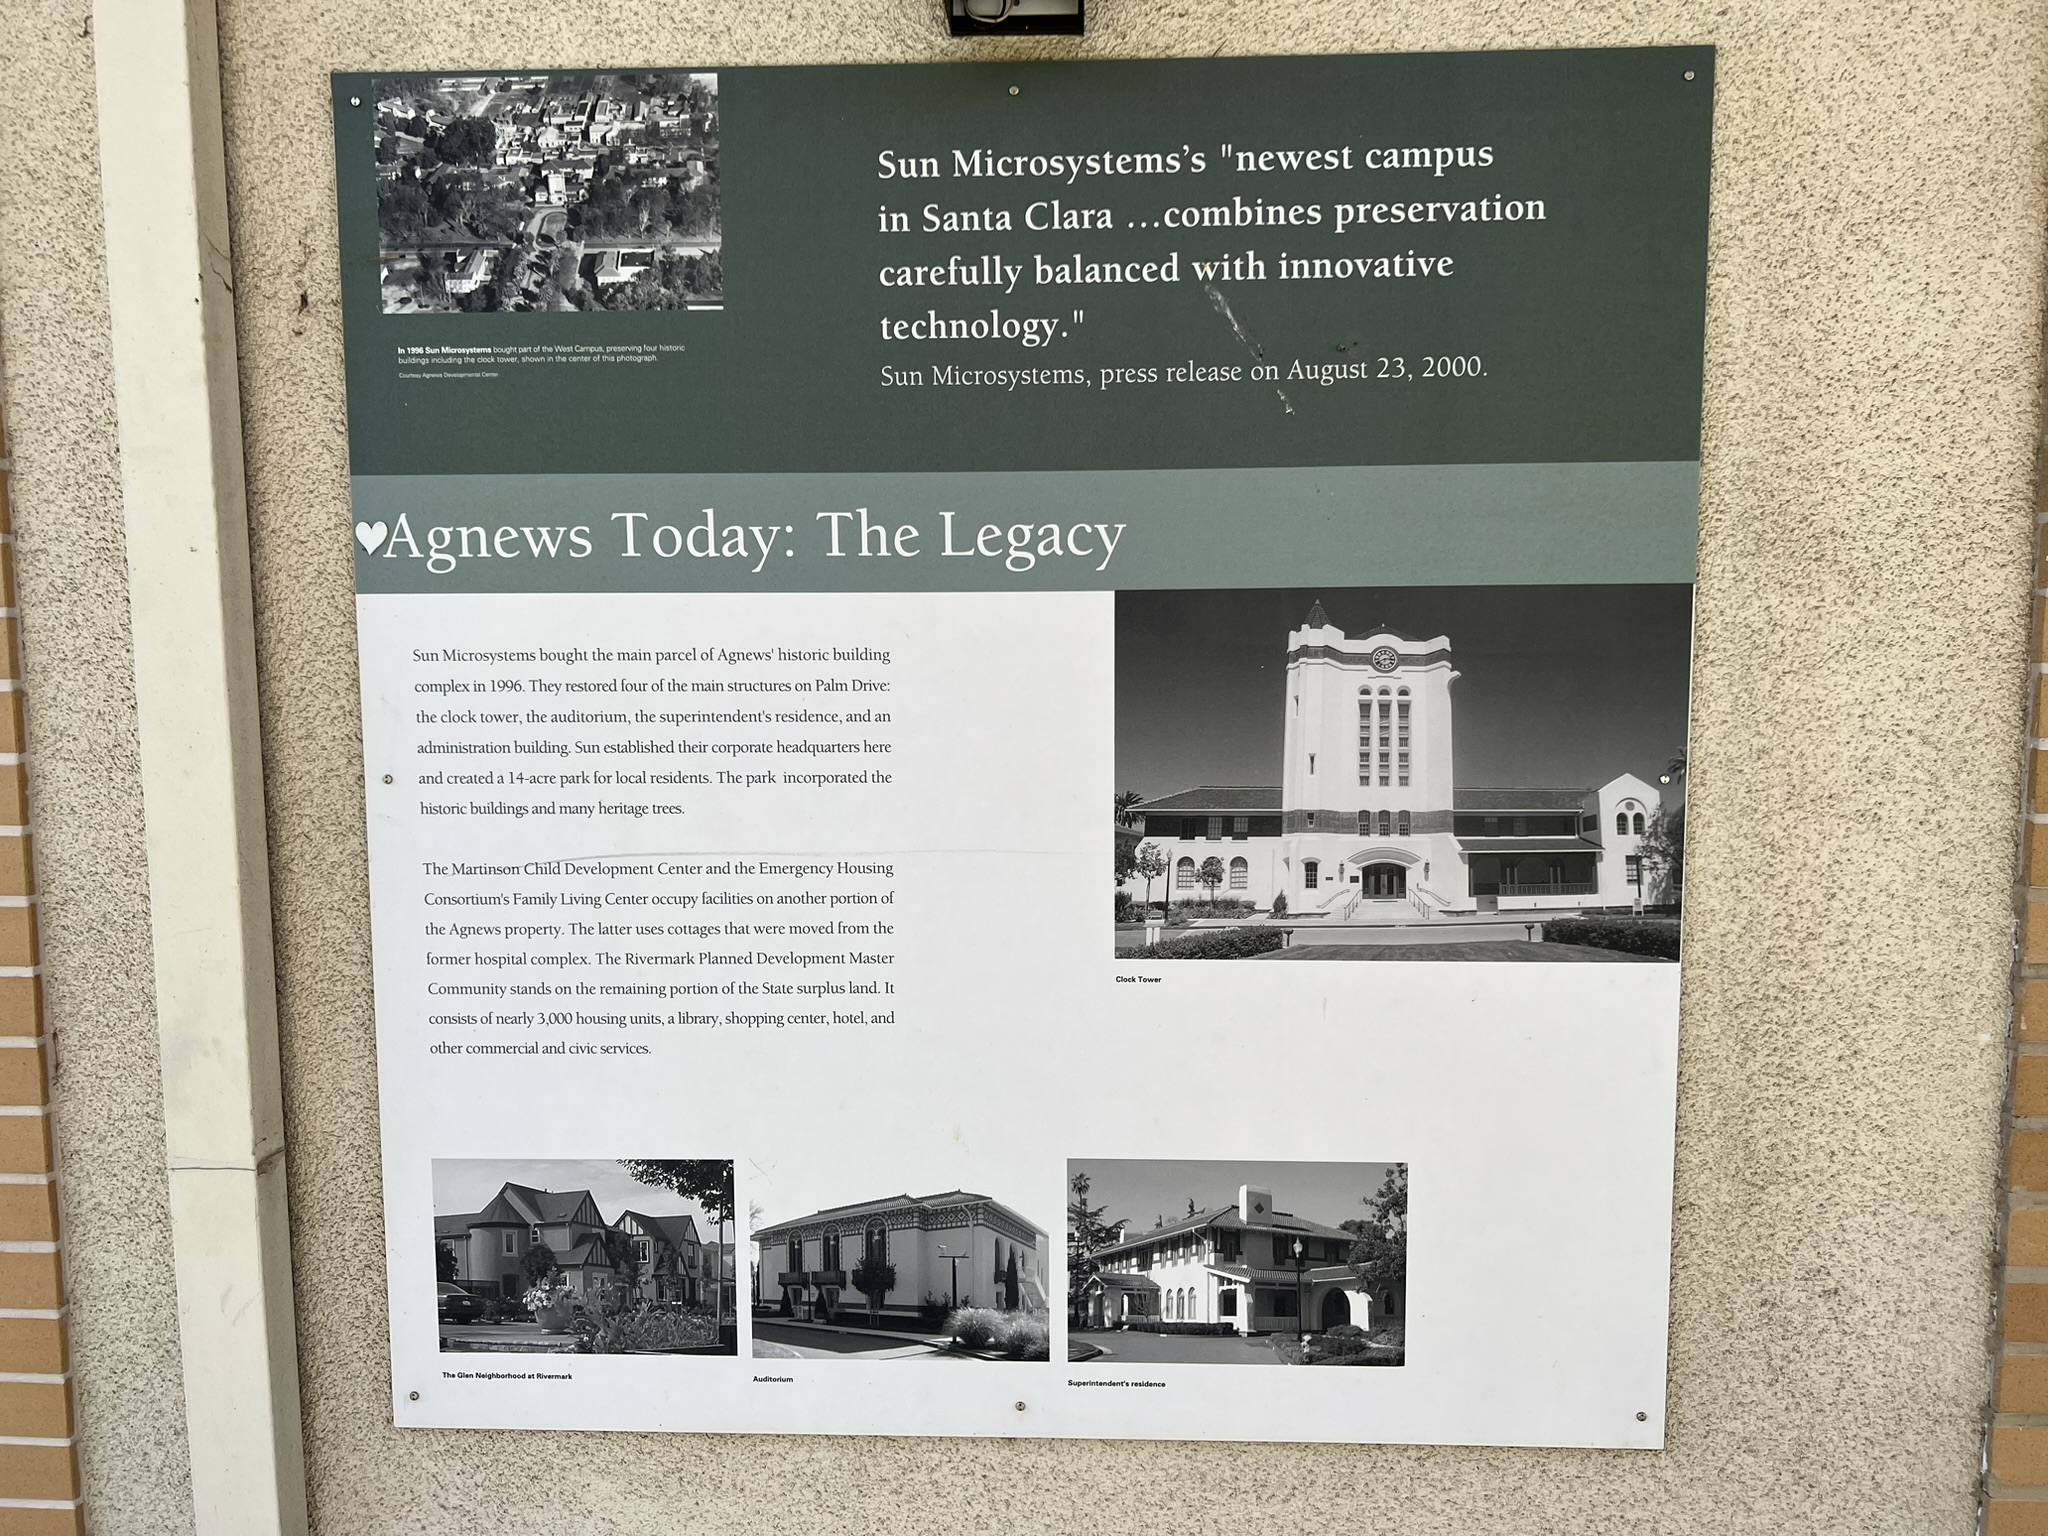 Sun Microsystems's "newest campus
in Santa Clara ...combines preservation
carefully balanced with innovative
technology."
Sun Microsystems, press release on August 23, 2000.
In 1996 Sun Microsystems bought part of the West Campus, preserving four historic
buildings including the clock tower, shown in the center of this photograph.
Courtesy Agnews Developmental Center
Agnews Today: The Legacy
Sun Microsystems bought the main parcel of Agnews' historic building
complex in 1996. They restored four of the main structures on Palm Drive:
the clock tower, the auditorium, the superintendent's residence, and an
administration building. Sun established their corporate headquarters here
and created a 14-acre park for local residents. The park incorporated the
historic buildings and many heritage trees.
The Martinson Child Development Center and the Emergency Housing
Consortium's Family Living Center occupy facilities on another portion of
the Agnews property. The latter uses cottages that were moved from the
former hospital complex. The Rivermark Planned Development Master
Community stands on the remaining portion of the State surplus land. It
consists of nearly 3,000 housing units, a library, shopping center, hotel, and
other commercial and civic services.
Clock Tower
The Glen Neighborhood at Rivermark
Auditorium
Superintendent's residence